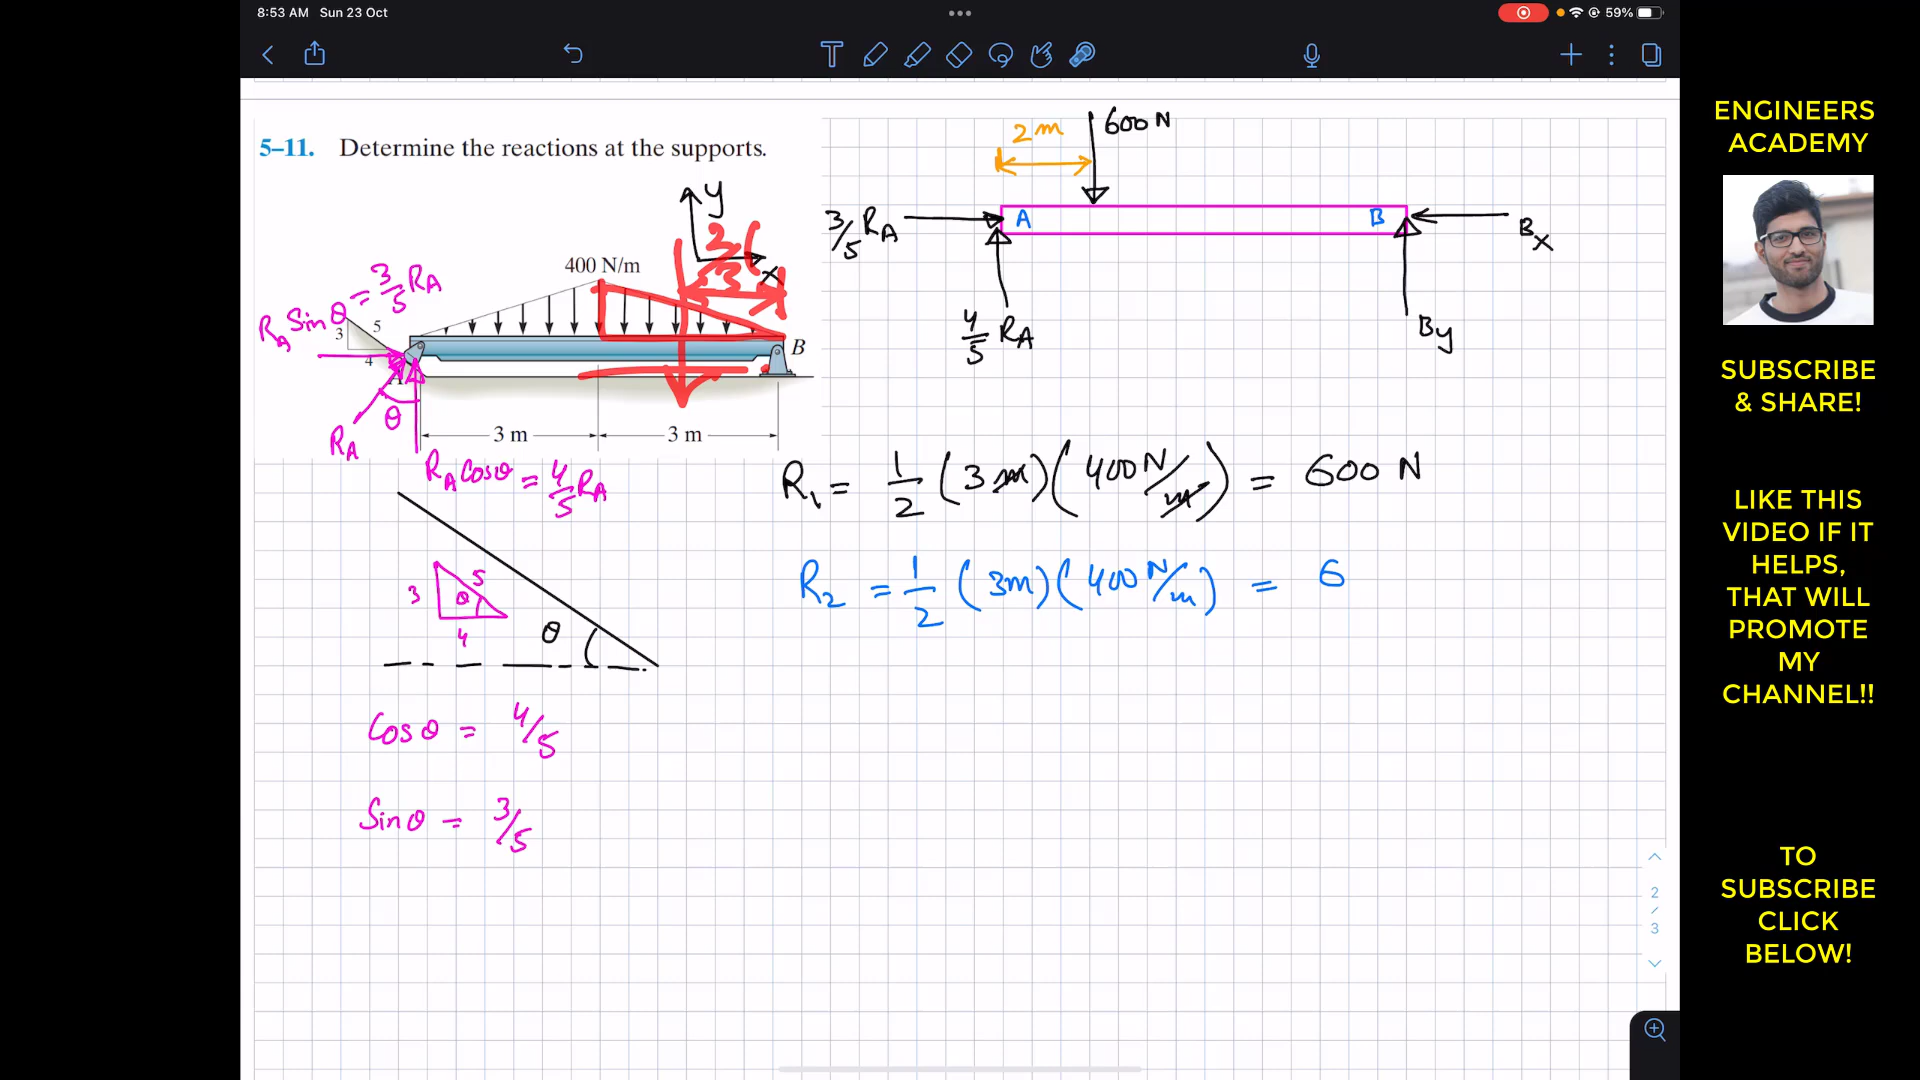 8:53 AM Sun 23 Oct
59%
5–11. Determine the reactions at the supports.
y
x
400 N/m
R_A Sin θ = 3/5 R_A
3
5
4
A
B
θ
R_A
3 m
3 m
R_A Cos θ = 4/5 R_A
3
5
θ
4
θ
Cos θ = 4/5
Sin θ = 3/5
2 m
600 N
3/5 R_A
A
B
B_x
4/5 R_A
B_y
R_1 = 1/2 (3 m)(400 N/m) = 600 N
R_2 = 1/2 (3m)(400 N/m) = 6
2
/
3
ENGINEERS
ACADEMY
SUBSCRIBE
& SHARE!
LIKE THIS
VIDEO IF IT
HELPS,
THAT WILL
PROMOTE
MY
CHANNEL!!
TO
SUBSCRIBE
CLICK
BELOW!